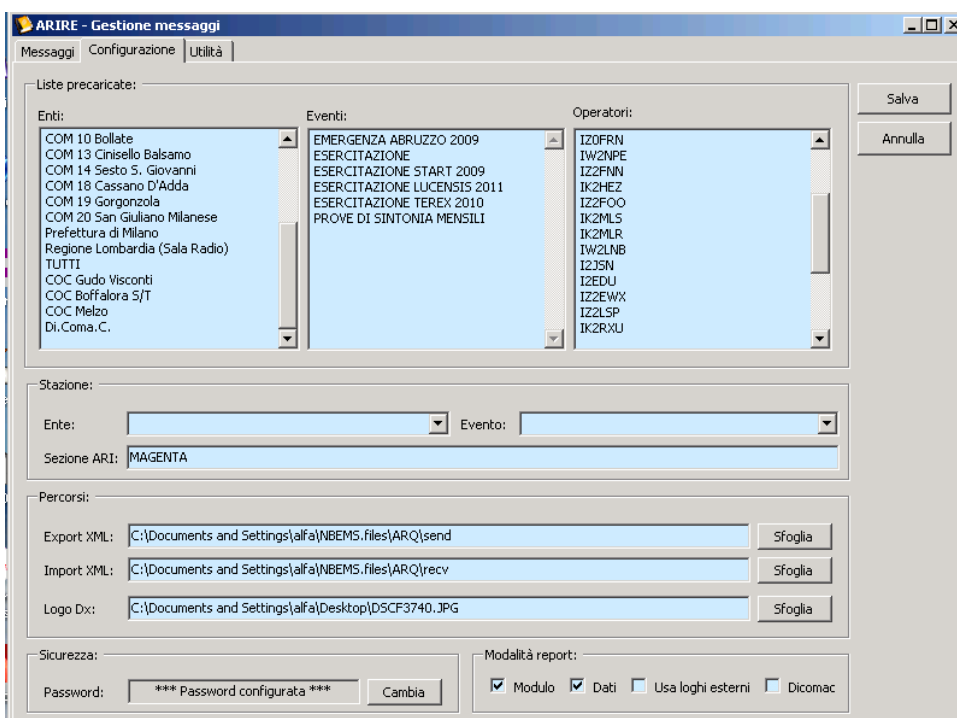 ARIRE - Gestione messaggi
Messaggi Configurazione Utilità
Liste precaricate:
Enti:
COM 10 Bollate
COM 13 Cinisello Balsamo
COM 14 Sesto S. Giovanni
COM 18 Cassano D'Adda
COM 19 Gorgonzola
COM 20 San Giuliano Milanese
Prefettura di Milano
Regione Lombardia (Sala Radio)
TUTTI
COC Gudo Visconti
COC Boffalora S/T
COC Melzo
Di.Coma.C.
Eventi:
EMERGENZA ABRUZZO 2009
ESERCITAZIONE
ESERCITAZIONE START 2009
ESERCITAZIONE LUCENSIS 2011
ESERCITAZIONE TEREX 2010
PROVE DI SINTONIA MENSILI
Operatori:
IZ0FRN
IW2NPE
IZ2FNN
IK2HEZ
IZ2FOO
IK2MLS
IK2MLR
IW2LNB
I2JSN
I2EDU
IZ2EWX
IZ2LSP
IK2RXU
Salva
Annulla
Stazione:
Ente: Evento:
Sezione ARI: MAGENTA
Percorsi:
Export XML: C:\Documents and Settings\alfa\NBEMS.files\ARQ\send Sfoglia
Import XML: C:\Documents and Settings\alfa\NBEMS.files\ARQ\recv Sfoglia
Logo Dx: C:\Documents and Settings\alfa\Desktop\DSCF3740.JPG Sfoglia
Sicurezza:
Password: *** Password configurata *** Cambia
Modalità report:
Modulo Dati Usa loghi esterni Dicomac